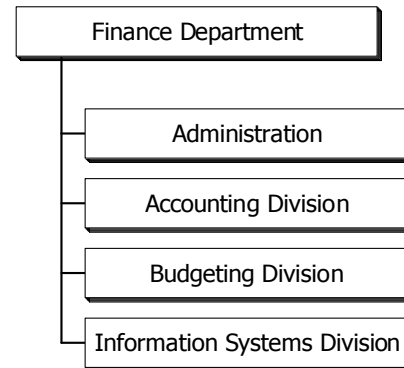 Finance Department
Administration
Accounting Division
Budgeting Division
Information Systems Division